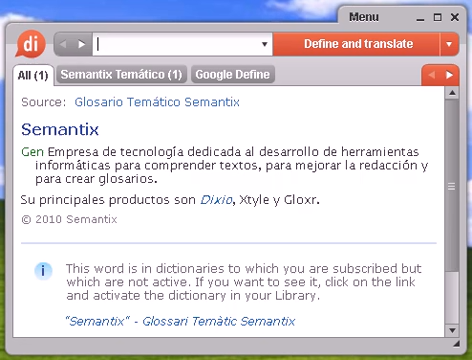 Menu
di
Define and translate
All (1) Semantix Temático (1) Google Define
Source: Glosario Temático Semantix
Semantix
Gen Empresa de tecnología dedicada al desarrollo de herramientas
informáticas para comprender textos, para mejorar la redacción y
para crear glosarios.
Su principales productos son Dixio, Xtyle y Gloxr.
© 2010 Semantix
i
This word is in dictionaries to which you are subscribed but
which are not active. If you want to see it, click on the link
and activate the dictionary in your Library.
"Semantix" - Glossari Temàtic Semantix